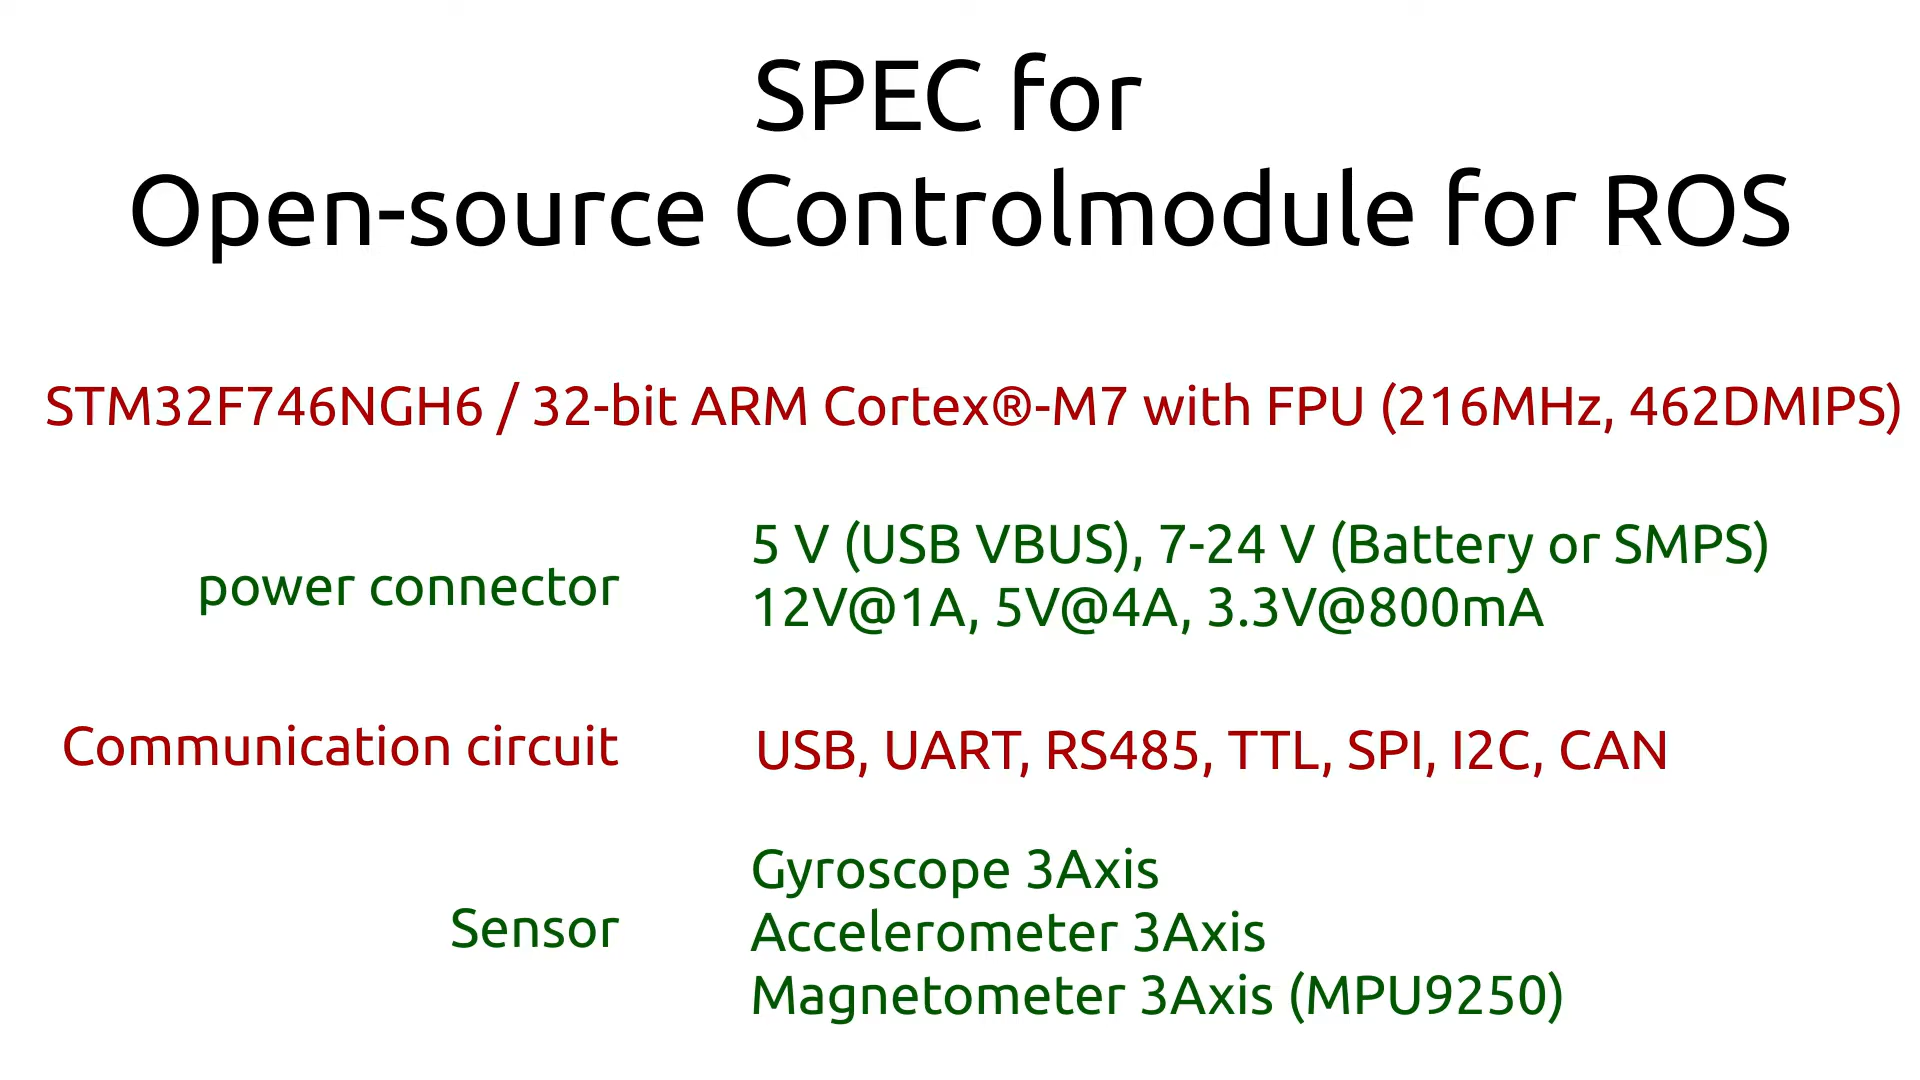 SPEC for
Open-source Controlmodule for ROS
STM32F746NGH6 / 32-bit ARM Cortex®-M7 with FPU (216MHz, 462DMIPS)
power connector
5 V (USB VBUS), 7-24 V (Battery or SMPS)
12V@1A, 5V@4A, 3.3V@800mA
Communication circuit
USB, UART, RS485, TTL, SPI, I2C, CAN
Sensor
Gyroscope 3Axis
Accelerometer 3Axis
Magnetometer 3Axis (MPU9250)